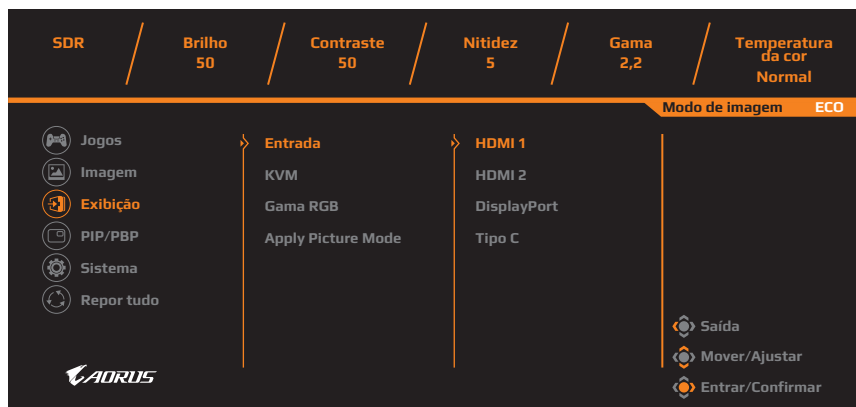 SDR
Brilho
50
Contraste
50
Nitidez
5
Gama
2,2
Temperatura
da cor
Normal
Modo de imagem ECO
Jogos
Imagem
Exibição
PIP/PBP
Sistema
Repor tudo
Entrada
KVM
Gama RGB
Apply Picture Mode
HDMI 1
HDMI 2
DisplayPort
Tipo C
Saída
Mover/Ajustar
Entrar/Confirmar
AORUS